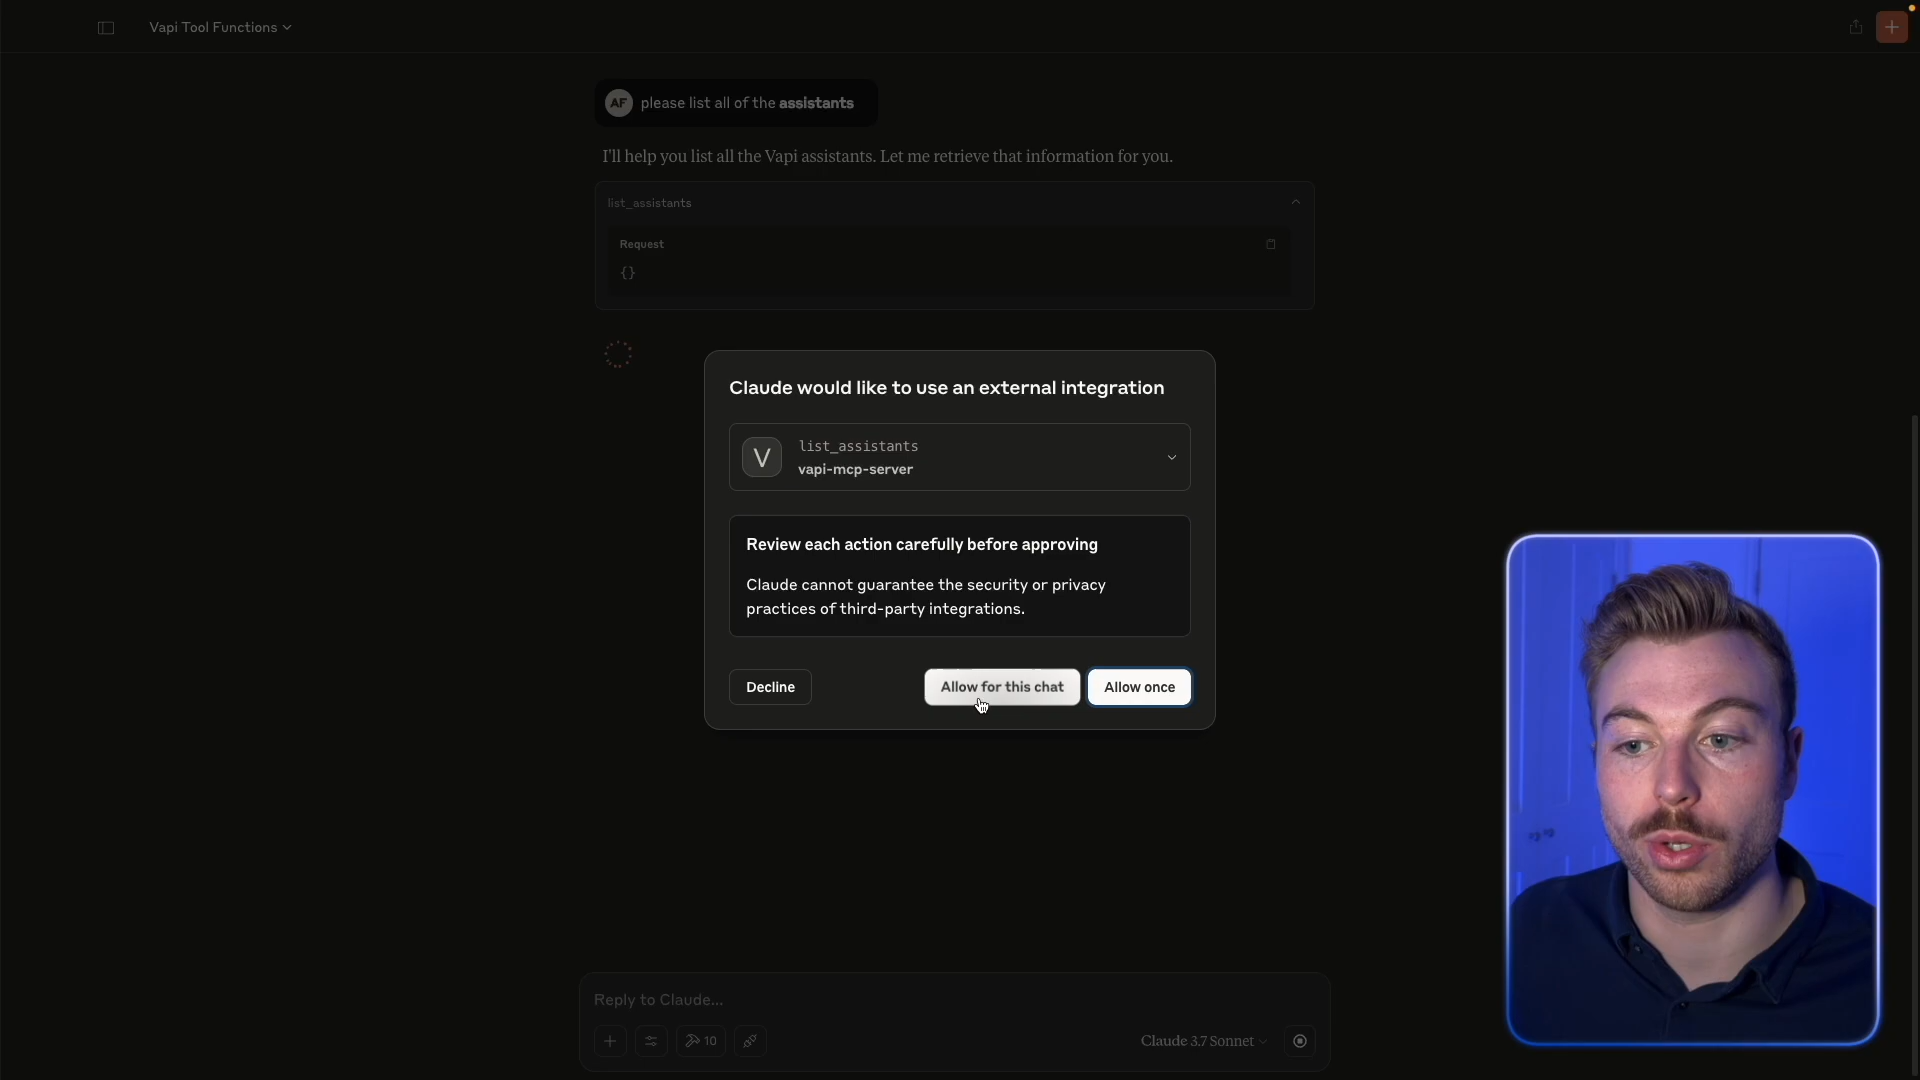 Vapi Tool Functions
AF please list all of the assistants
I'll help you list all the Vapi assistants. Let me retrieve that information for you.
list_assistants
Request
{}
Claude would like to use an external integration
V
list_assistants
vapi-mcp-server
Review each action carefully before approving
Claude cannot guarantee the security or privacy
practices of third-party integrations.
Decline
Allow for this chat
Allow once
Reply to Claude...
10
Claude 3.7 Sonnet